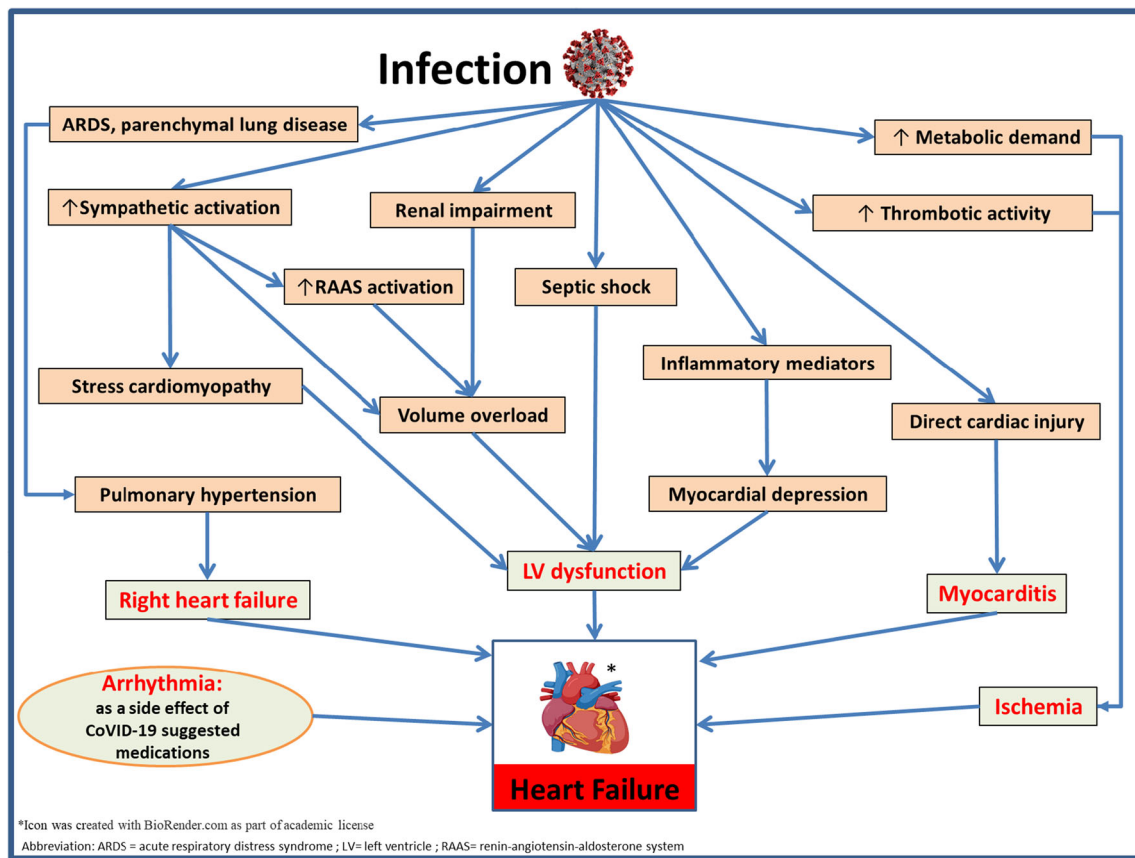 Infection
ARDS, parenchymal lung disease
↑ Metabolic demand
↑Sympathetic activation
Renal impairment
↑ Thrombotic activity
↑RAAS activation
Septic shock
Inflammatory mediators
Stress cardiomyopathy
Volume overload
Direct cardiac injury
Pulmonary hypertension
Myocardial depression
LV dysfunction
Right heart failure
Myocarditis
*
Arrhythmia:
as a side effect of
CoVID-19 suggested
medications
Ischemia
Heart Failure
*Icon was created with BioRender.com as part of academic license
Abbreviation: ARDS = acute respiratory distress syndrome ; LV= left ventricle ; RAAS= renin-angiotensin-aldosterone system